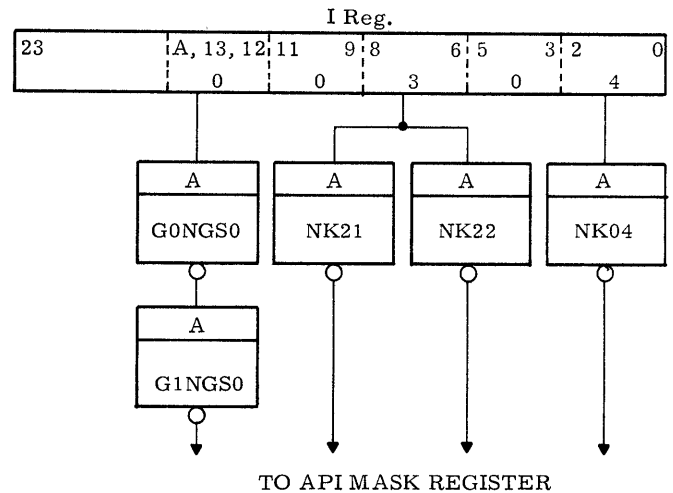 I Reg.
23 A, 13, 12 11 9 8 6 5 3 2 0
0 0 3 0 4
A A A A
G0NGS0 NK21 NK22 NK04
A
G1NGS0
TO API MASK REGISTER